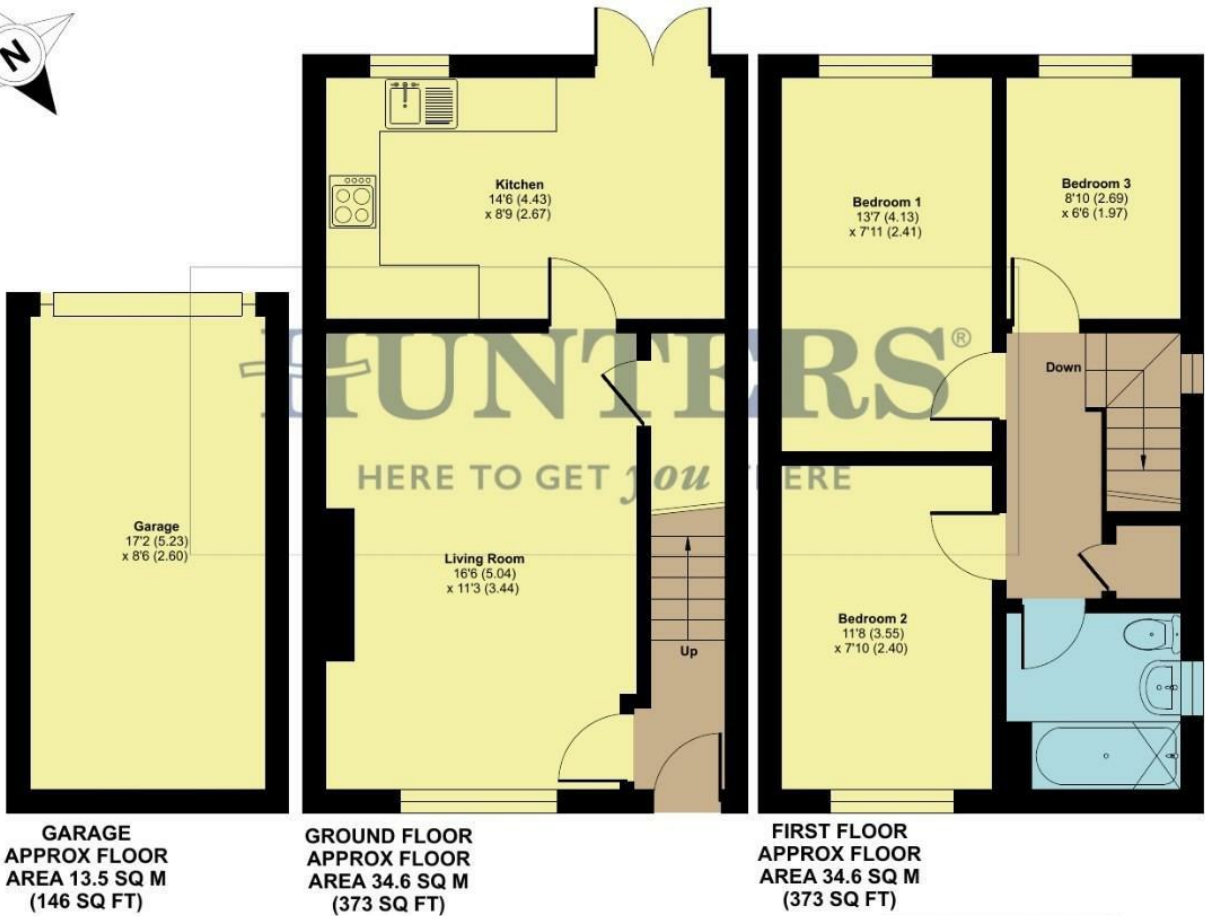 N
Kitchen
14'6 (4.43)
x 8'9 (2.67)
Bedroom 1
13'7 (4.13)
x 7'11 (2.41)
Bedroom 3
8'10 (2.69)
x 6'6 (1.97)
HUNTERS®
HERE TO GET you THERE
Down
Garage
17'2 (5.23)
x 8'6 (2.60)
Living Room
16'6 (5.04)
x 11'3 (3.44)
Up
Bedroom 2
11'8 (3.55)
x 7'10 (2.40)
GARAGE
APPROX FLOOR
AREA 13.5 SQ M
(146 SQ FT)
GROUND FLOOR
APPROX FLOOR
AREA 34.6 SQ M
(373 SQ FT)
FIRST FLOOR
APPROX FLOOR
AREA 34.6 SQ M
(373 SQ FT)